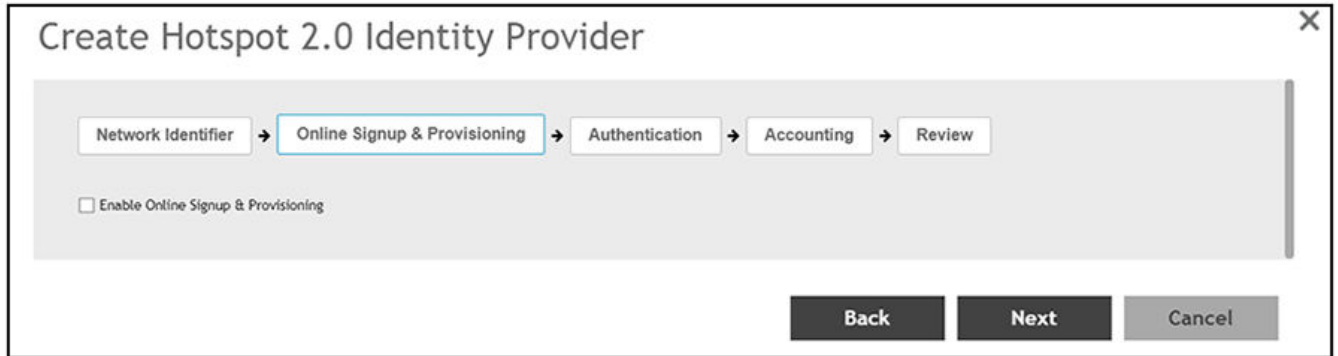 Create Hotspot 2.0 Identity Provider
Network Identifier → Online Signup & Provisioning → Authentication → Accounting → Review
Enable Online Signup & Provisioning
Back Next Cancel